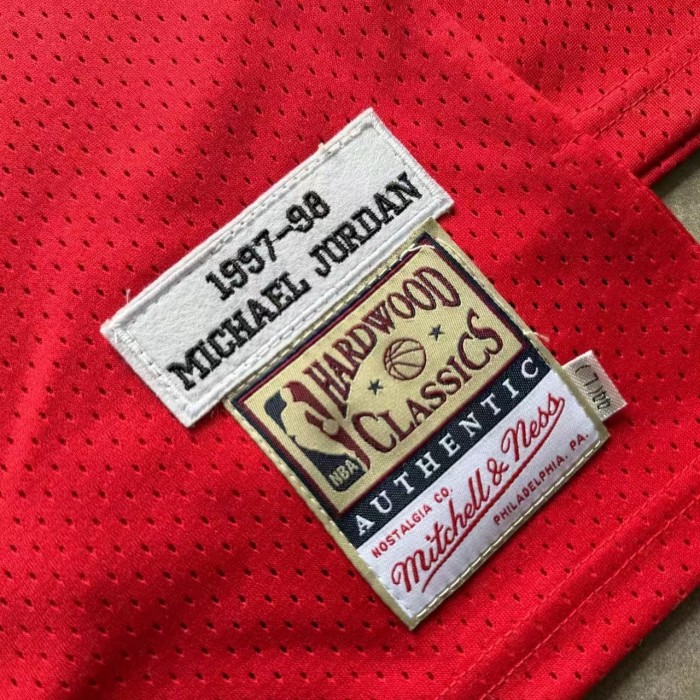 1997-98
MICHAEL JORDAN
HARDWOOD
CLASSICS
NBA
AUTHENTIC
NOSTALGIA CO.
Mitchell & Ness
PHILADELPHIA, PA.